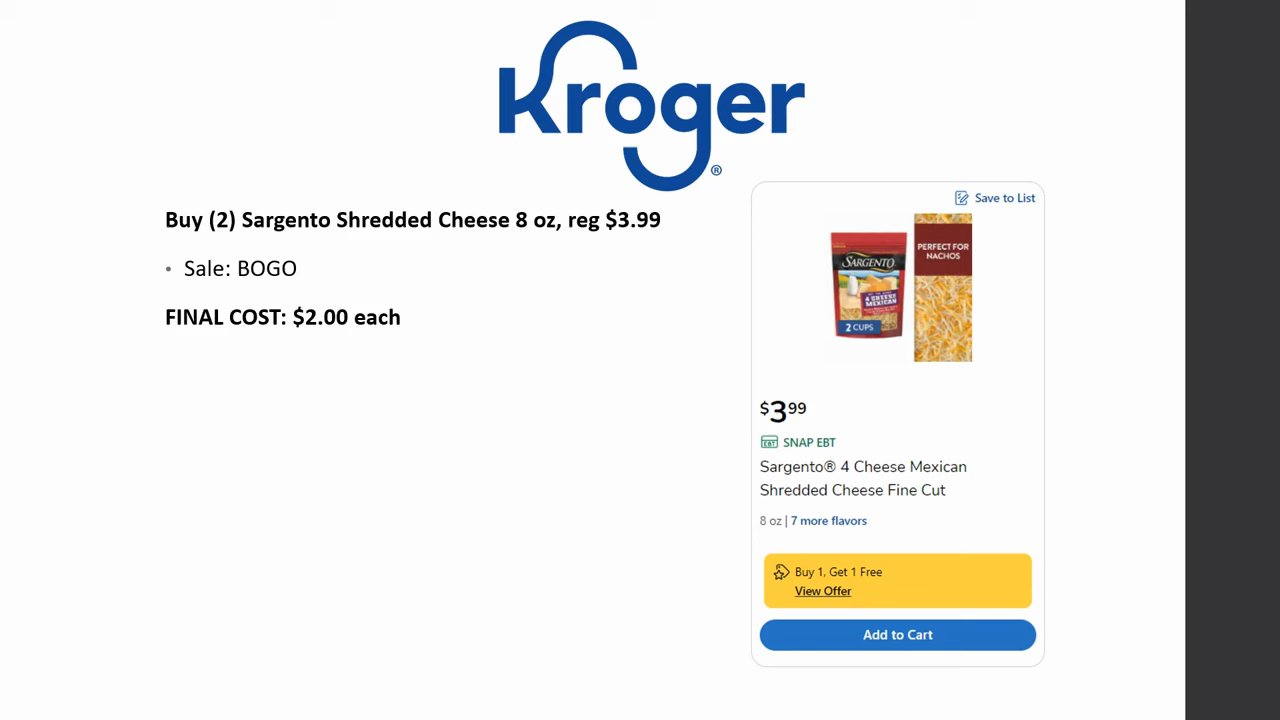 Kroger
®
Buy (2) Sargento Shredded Cheese 8 oz, reg $3.99
• Sale: BOGO
FINAL COST: $2.00 each
Save to List
PERFECT FOR
NACHOS
SARGENTO
4 CHEESE
MEXICAN
2 CUPS
$3 99
EBT SNAP EBT
Sargento® 4 Cheese Mexican
Shredded Cheese Fine Cut
8 oz | 7 more flavors
Buy 1, Get 1 Free
View Offer
Add to Cart